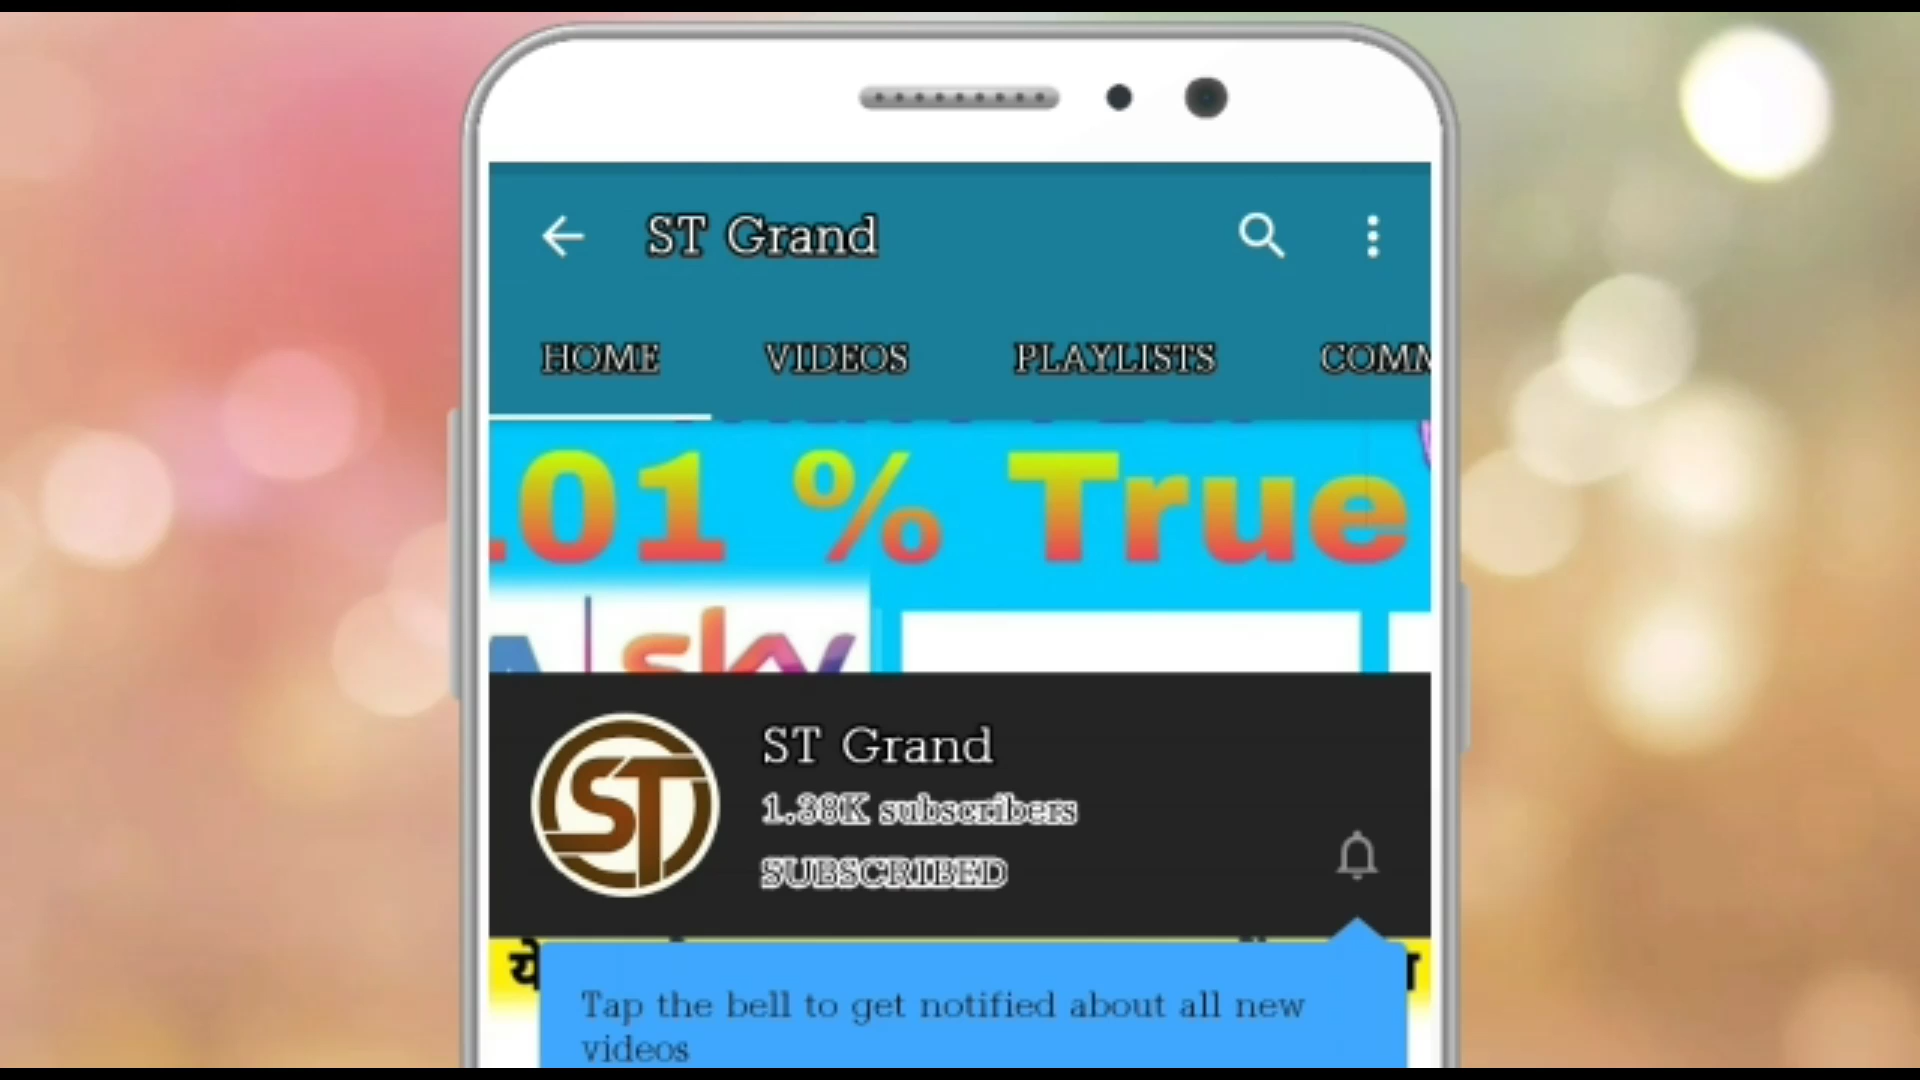 ST Grand
HOME VIDEOS PLAYLISTS COMM
101 % True
sky
ST
ST Grand
1.38K subscribers
SUBSCRIBED
Tap the bell to get notified about all new
videos